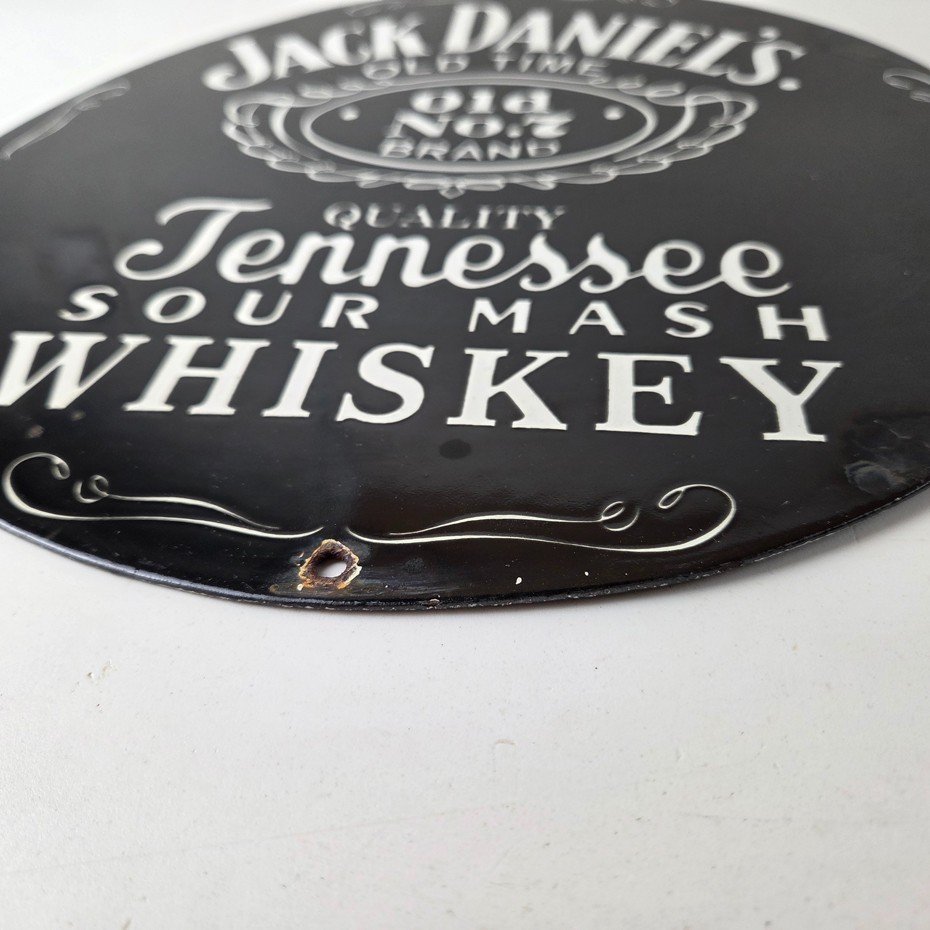 JACK DANIEL'S.
OLD TIME
Old
No. 7
BRAND
QUALITY
Tennessee
SOUR MASH
WHISKEY